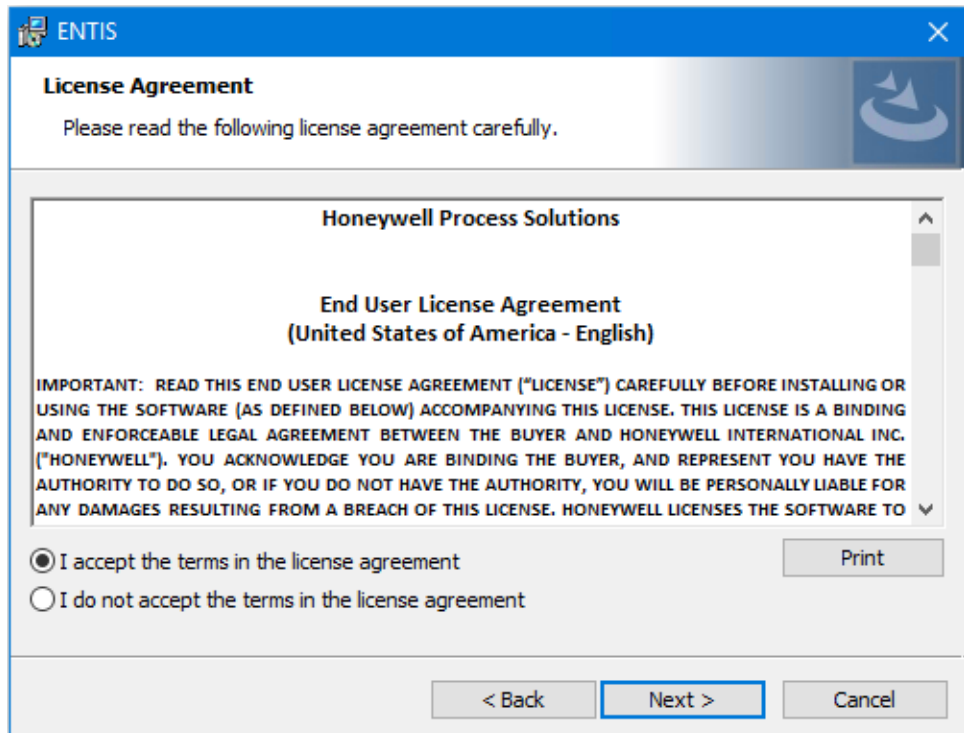 ENTIS
License Agreement
Please read the following license agreement carefully.
Honeywell Process Solutions
End User License Agreement
(United States of America - English)
IMPORTANT: READ THIS END USER LICENSE AGREEMENT (“LICENSE”) CAREFULLY BEFORE INSTALLING OR
USING THE SOFTWARE (AS DEFINED BELOW) ACCOMPANYING THIS LICENSE. THIS LICENSE IS A BINDING
AND ENFORCEABLE LEGAL AGREEMENT BETWEEN THE BUYER AND HONEYWELL INTERNATIONAL INC.
("HONEYWELL"). YOU ACKNOWLEDGE YOU ARE BINDING THE BUYER, AND REPRESENT YOU HAVE THE
AUTHORITY TO DO SO, OR IF YOU DO NOT HAVE THE AUTHORITY, YOU WILL BE PERSONALLY LIABLE FOR
ANY DAMAGES RESULTING FROM A BREACH OF THIS LICENSE. HONEYWELL LICENSES THE SOFTWARE TO
I accept the terms in the license agreement
Print
I do not accept the terms in the license agreement
< Back
Next >
Cancel